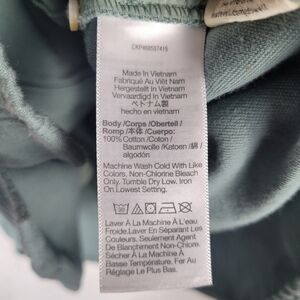 Made In Vietnam
Fabriqué Au Viêt Nam
Hergestellt In Vietnam
Vervaardigd In Vietnam
ベトナム製
hecho en Vietnam
Body /Corps /Oberteil /
Romp /本体 /Cuerpo:
100% Cotton /Coton /
Baumwolle /Katoen /綿 /
algodón
Machine Wash Cold With Like
Colors, Non-Chlorine Bleach
Only. Tumble Dry Low, Iron
On Lowest Setting.
Laver À La Machine À L'eau
Froide.Laver En Séparant Les
Couleurs. Seulement Agent
De Blanchiment Non-Chlore.
Sécher À La Machine À
Basse Température. Fer Au
Réglage Le Plus Bas.